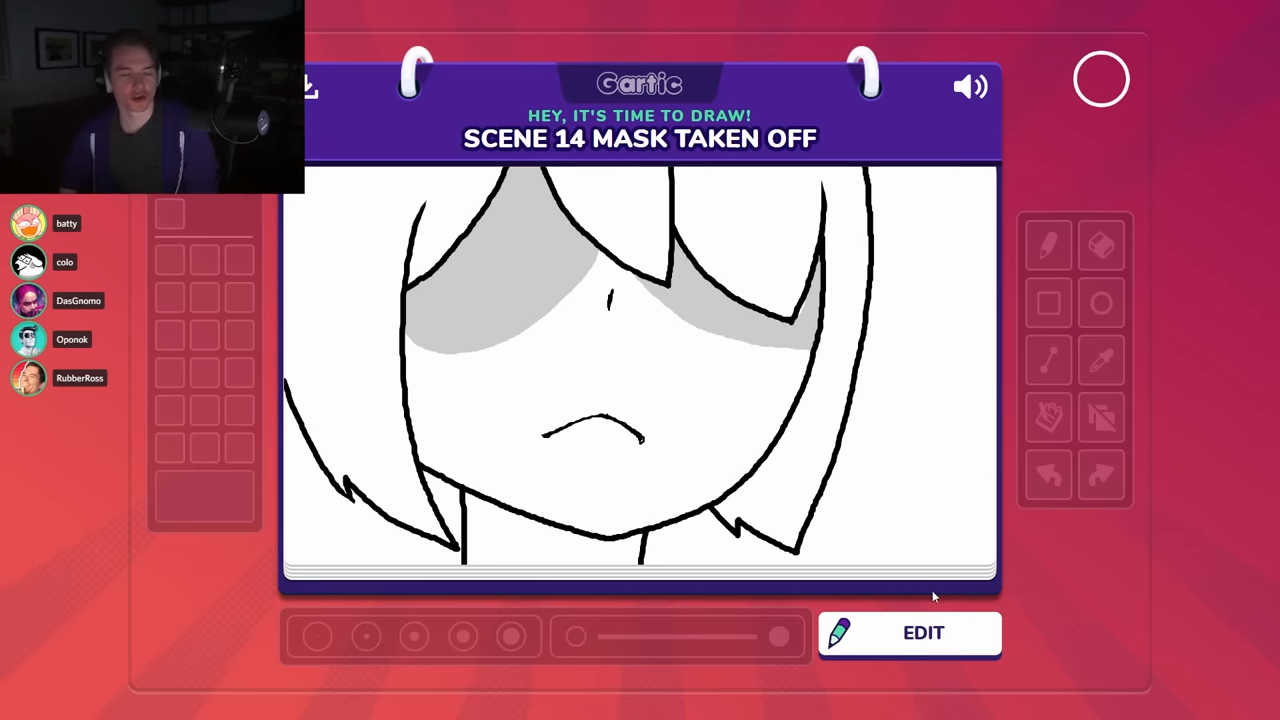 Gartic
HEY, IT'S TIME TO DRAW!
SCENE 14 MASK TAKEN OFF
batty
colo
DasGnomo
Oponok
RubberRoss
EDIT